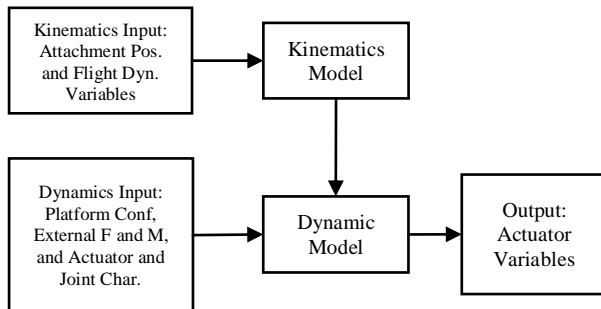 Kinematics Input:
Attachment Pos.
and Flight Dyn.
Variables
Kinematics
Model
Dynamics Input:
Platform Conf,
External F and M,
and Actuator and
Joint Char.
Dynamic
Model
Output:
Actuator
Variables